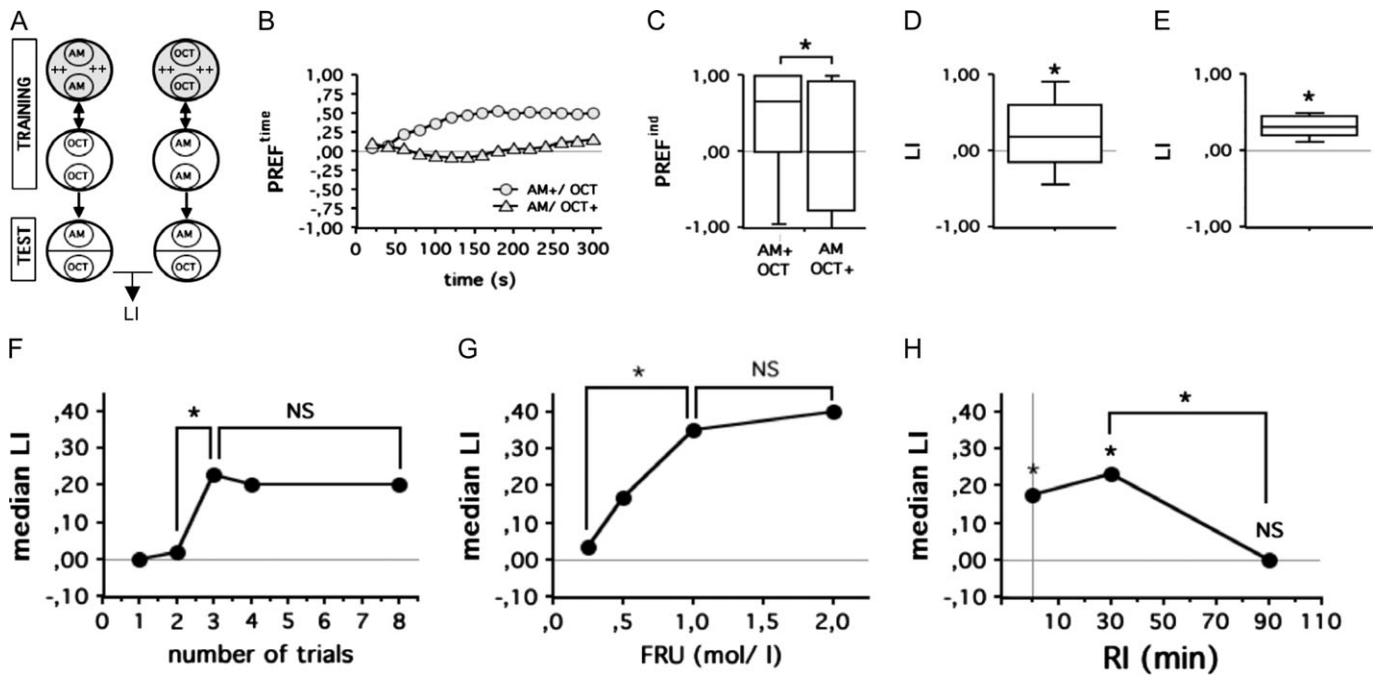 A
TRAINING
TEST
AM
++ ++
AM
OCT
++ ++
OCT
OCT
OCT
AM
AM
AM
OCT
AM
OCT
LI
B
PREFtime
1,00
,75
,50
,25
,00
-,25
-,50
-,75
-1,00
AM+/ OCT
AM/ OCT+
0 50 100 150 200 250 300
time (s)
C
*
PREFind
1,00
,00
-1,00
AM+ AM
OCT OCT+
D
*
LI
1,00
,00
-1,00
E
*
LI
1,00
,00
-1,00
F
median LI
* NS
,40
,30
,20
,10
,00
-,10
0 1 2 3 4 5 6 7 8
number of trials
G
median LI
* NS
,40
,30
,20
,10
,00
-,10
,0 ,5 1,0 1,5 2,0
FRU (mol/ l)
H
median LI
*
* *
NS
,40
,30
,20
,10
,00
-,10
10 30 50 70 90 110
RI (min)